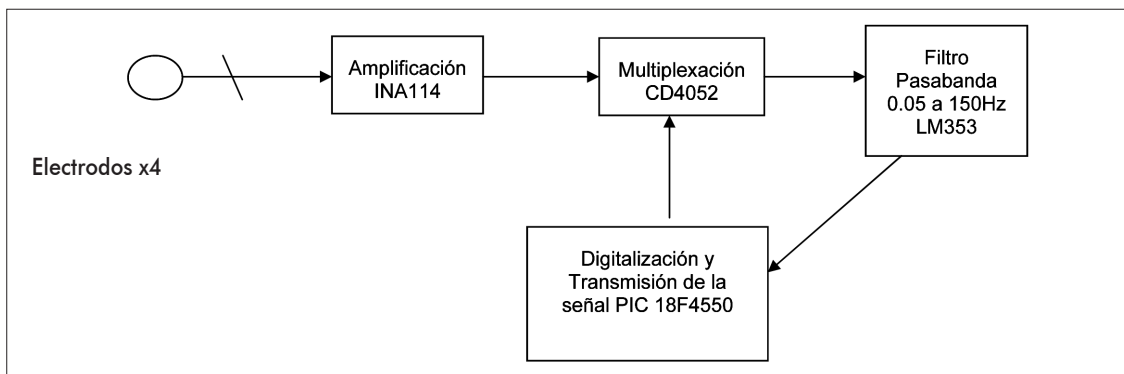 Electrodos x4
Amplificación
INA114
Multiplexación
CD4052
Filtro
Pasabanda
0.05 a 150Hz
LM353
Digitalización y
Transmisión de la
señal PIC 18F4550